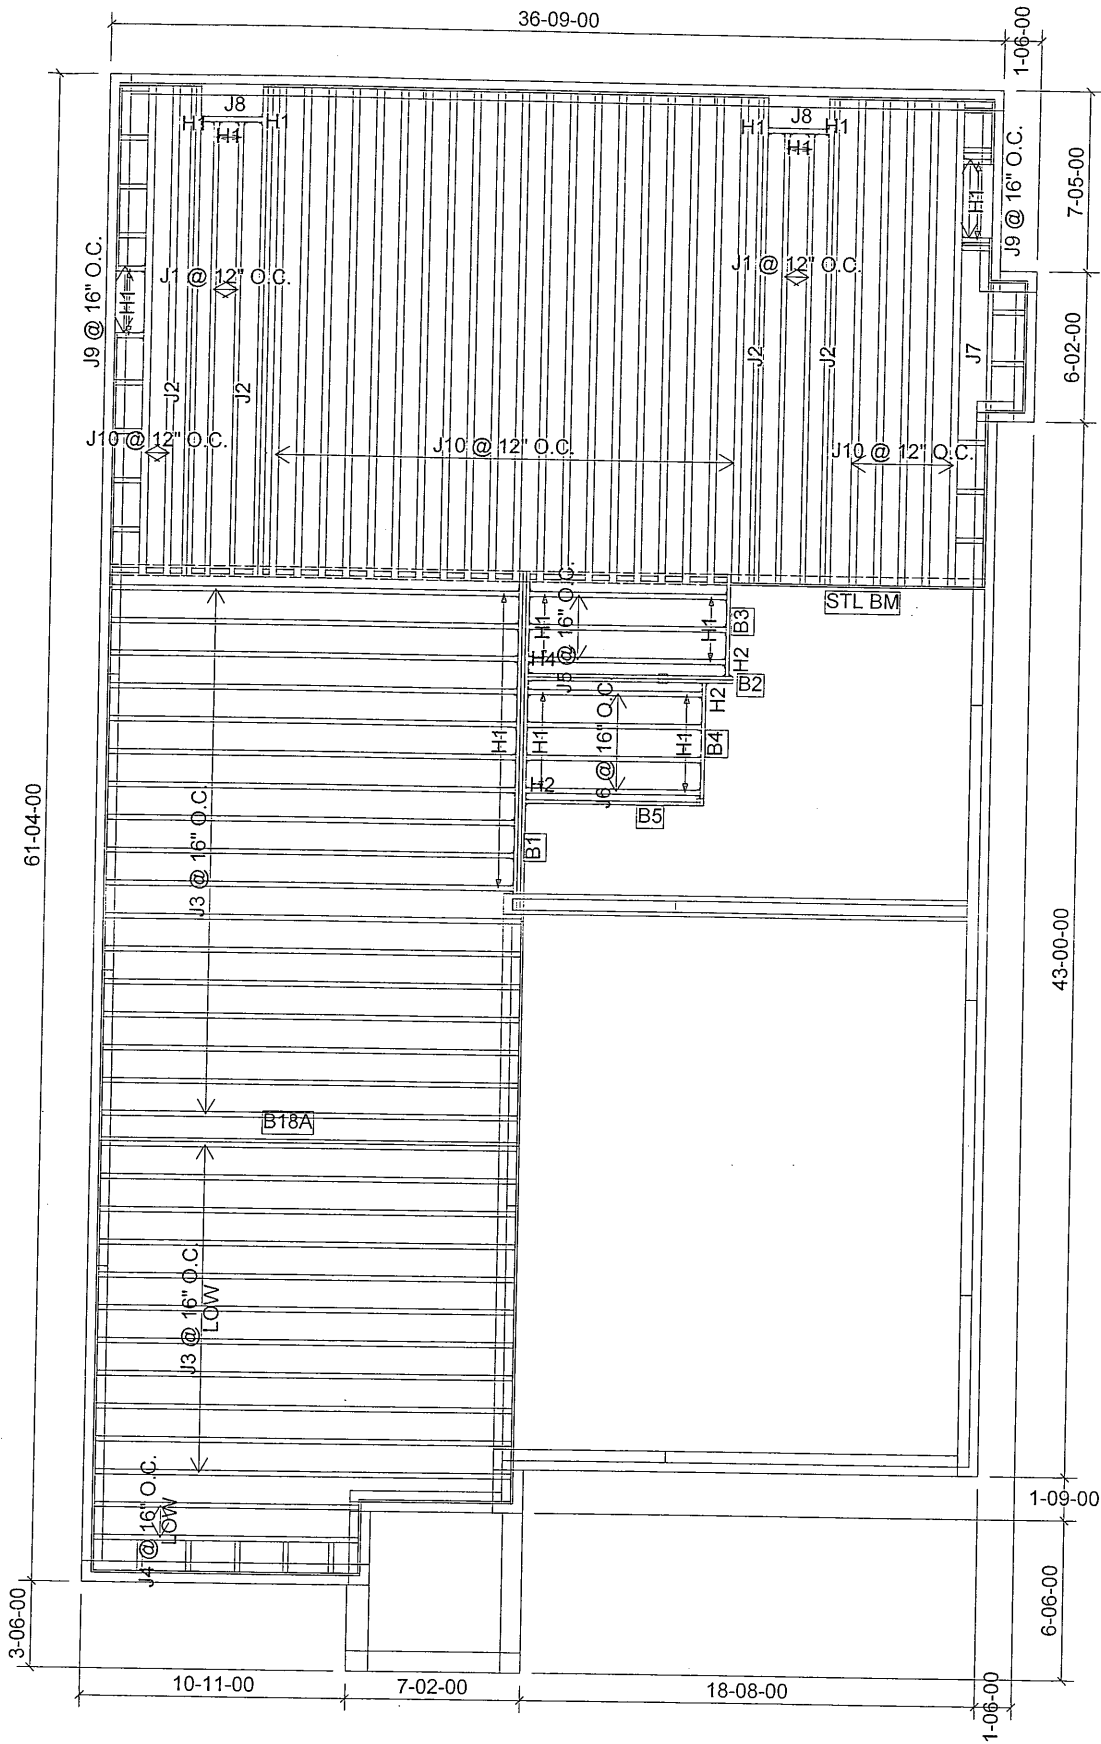 36-09-00
1-06-00
J8
H1
H1
H1
J8
H1
H1
H1
H1
J9 @ 16" O.C.
7-05-00
J9 @ 16" O.C.
H1
J1 @ 12" O.C.
J1 @ 12" O.C.
J2
J2
J2
J2
J7
6-02-00
J10 @ 12" O.C.
J10 @ 12" O.C.
J10 @ 12" O.C.
STL BM
H1
J5 @ 16" O.C.
H1
B3
H4
H2
B2
H1
H1
J6 @ 16" O.C.
H1
H2
B4
H2
B5
B1
J3 @ 16" O.C.
61-04-00
43-00-00
B18A
J3 @ 16" O.C.
LOW
J4 @ 16" O.C.
LOW
1-09-00
3-06-00
6-06-00
10-11-00
7-02-00
18-08-00
1-06-00